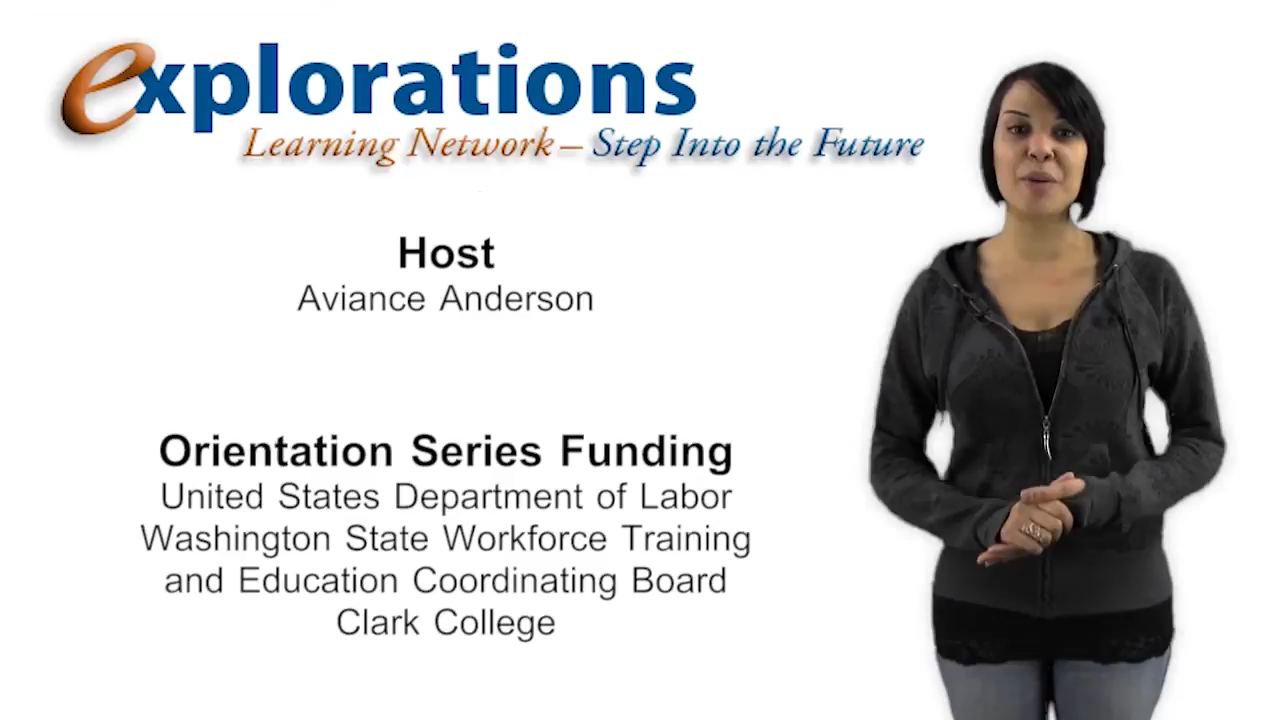 explorations
Learning Network – Step Into the Future
Host
Aviance Anderson
Orientation Series Funding
United States Department of Labor
Washington State Workforce Training
and Education Coordinating Board
Clark College